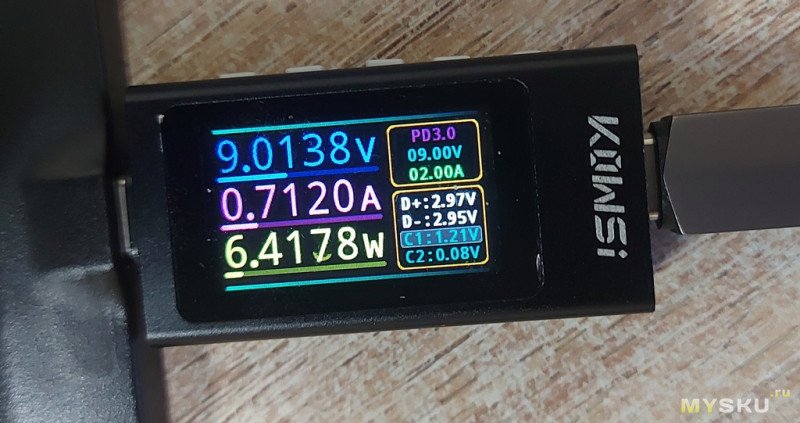 9.0138V
0.7120A
6.4178W
PD3.0
09.00V
02.00A
D+:2.97V
D-:2.95V
C1:1.21V
C2:0.08V
KOWSi
MYSKU.ru